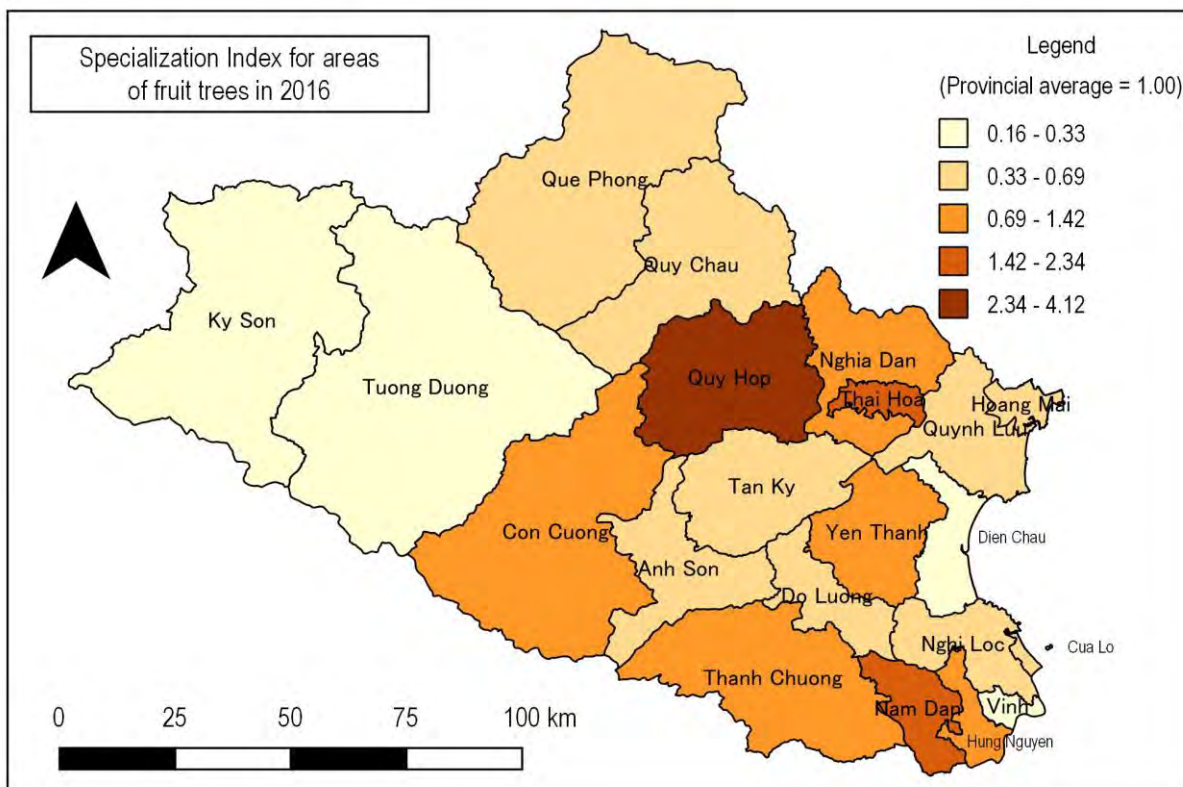 Specialization Index for areas
of fruit trees in 2016
Legend
(Provincial average = 1.00)
0.16 - 0.33
0.33 - 0.69
0.69 - 1.42
1.42 - 2.34
2.34 - 4.12
Que Phong
Quy Chau
Ky Son
Tuong Duong
Quy Hop
Nghia Dan
Thai Hoa
Hoang Mai
Quynh Luu
Tan Ky
Con Cuong
Yen Thanh
Dien Chau
Anh Son
Do Luong
Nghi Loc
Cua Lo
Thanh Chuong
Nam Dan
Vinh
Hung Nguyen
0 25 50 75 100 km